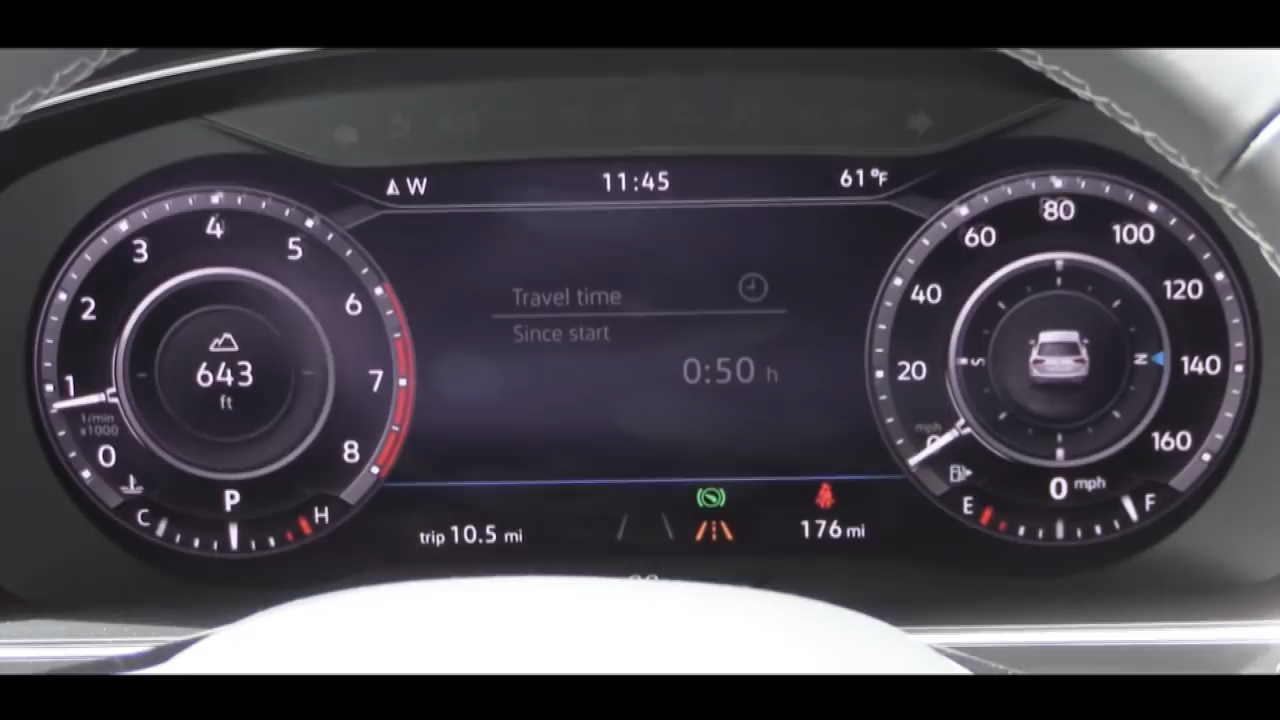 W
11:45
61°F
4
3
5
2
6
1
7
1/min
x1000
0
8
643
ft
P
C
H
Travel time
Since start
0:50 h
trip 10.5 mi
176 mi
80
60
100
40
120
20
140
mph
0
160
S
N
0 mph
E
F